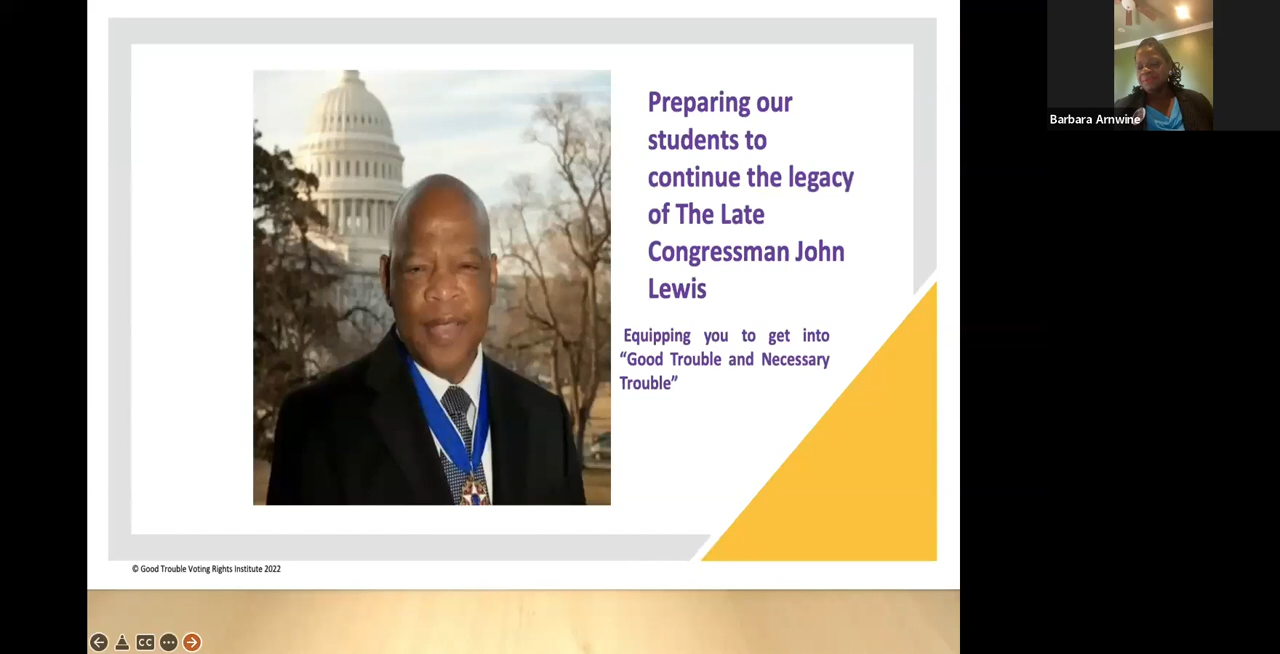 Preparing our
students to
continue the legacy
of The Late
Congressman John
Lewis
Equipping you to get into
“Good Trouble and Necessary
Trouble”
© Good Trouble Voting Rights Institute 2022
CC
Barbara Arnwine